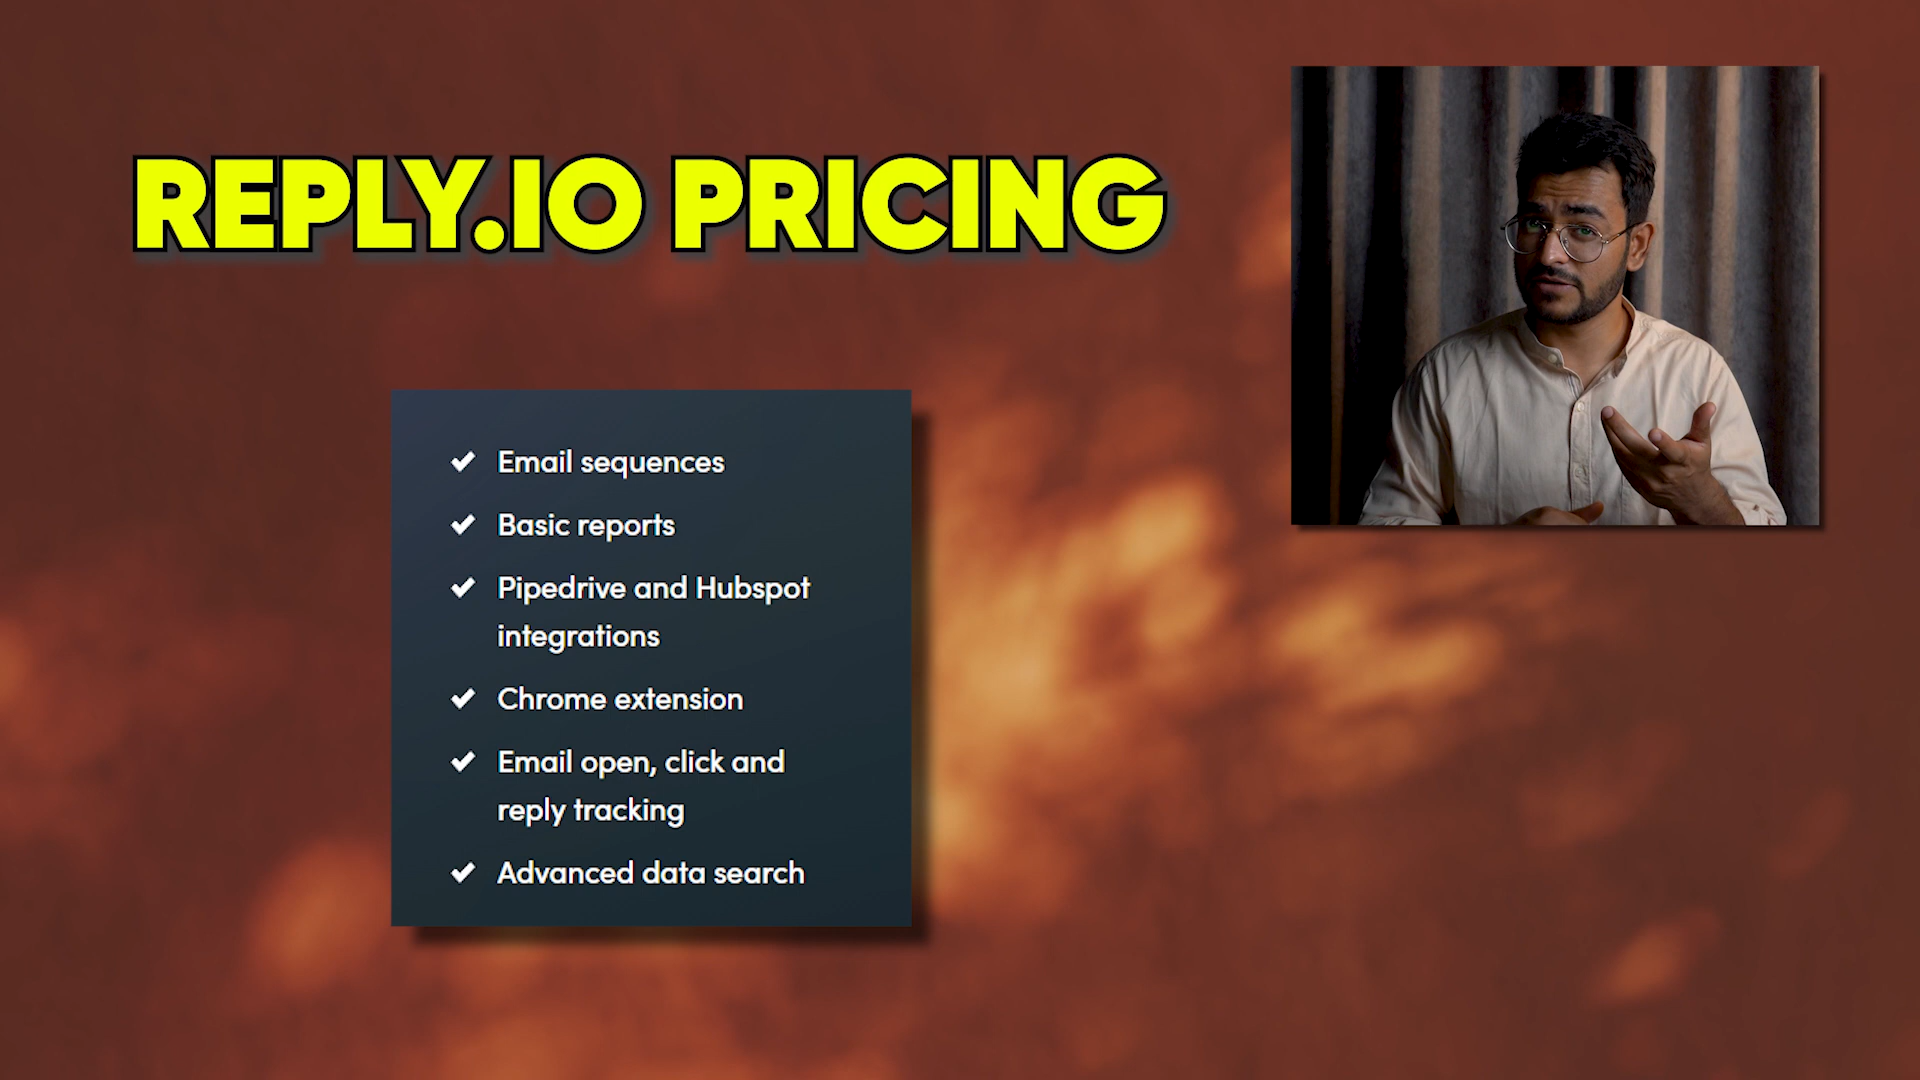 REPLY.IO PRICING
Email sequences
Basic reports
Pipedrive and Hubspot
integrations
Chrome extension
Email open, click and
reply tracking
Advanced data search